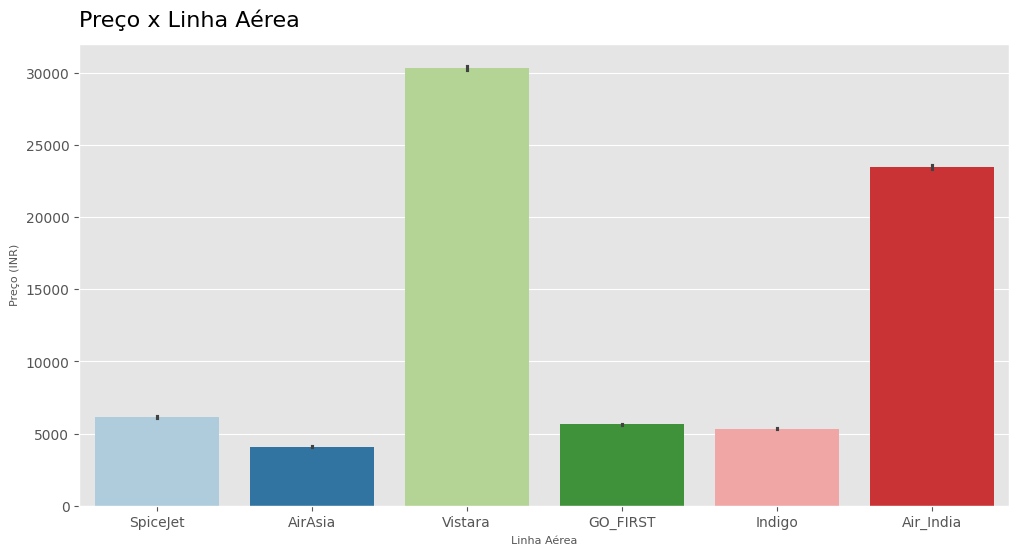 Preço x Linha Aérea
Preço (INR)
30000
25000
20000
15000
10000
5000
0
SpiceJet
AirAsia
Vistara
GO_FIRST
Indigo
Air_India
Linha Aérea